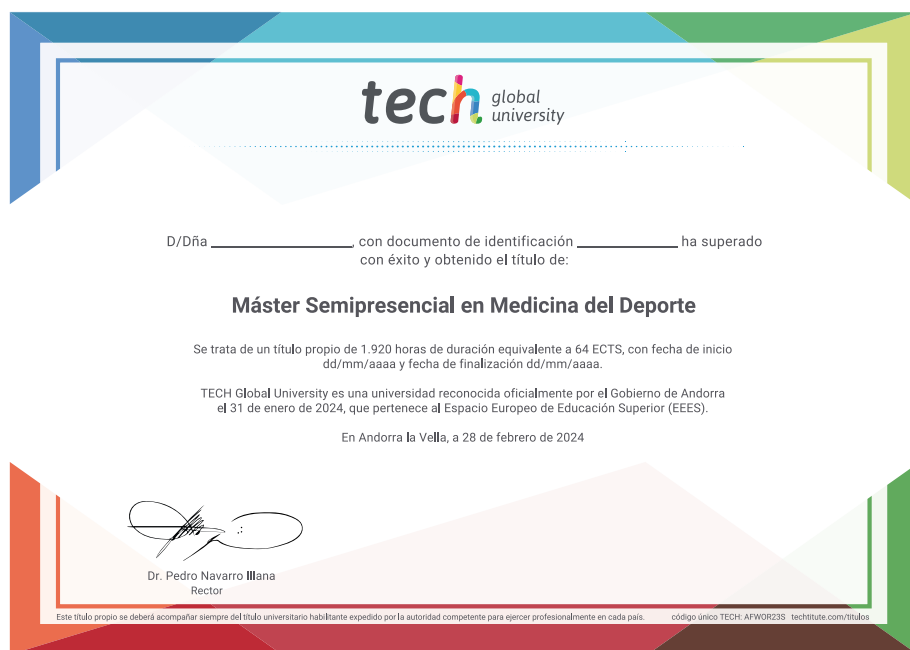 tech global university
D/Dña ____________________, con documento de identificación ______________ ha superado
con éxito y obtenido el título de:
Máster Semipresencial en Medicina del Deporte
Se trata de un título propio de 1.920 horas de duración equivalente a 64 ECTS, con fecha de inicio
dd/mm/aaaa y fecha de finalización dd/mm/aaaa.
TECH Global University es una universidad reconocida oficialmente por el Gobierno de Andorra
el 31 de enero de 2024, que pertenece al Espacio Europeo de Educación Superior (EEES).
En Andorra la Vella, a 28 de febrero de 2024
Dr. Pedro Navarro Illana
Rector
Este título propio se deberá acompañar siempre del título universitario habilitante expedido por la autoridad competente para ejercer profesionalmente en cada país. código único TECH: AFWOR23S techtitute.com/titulos